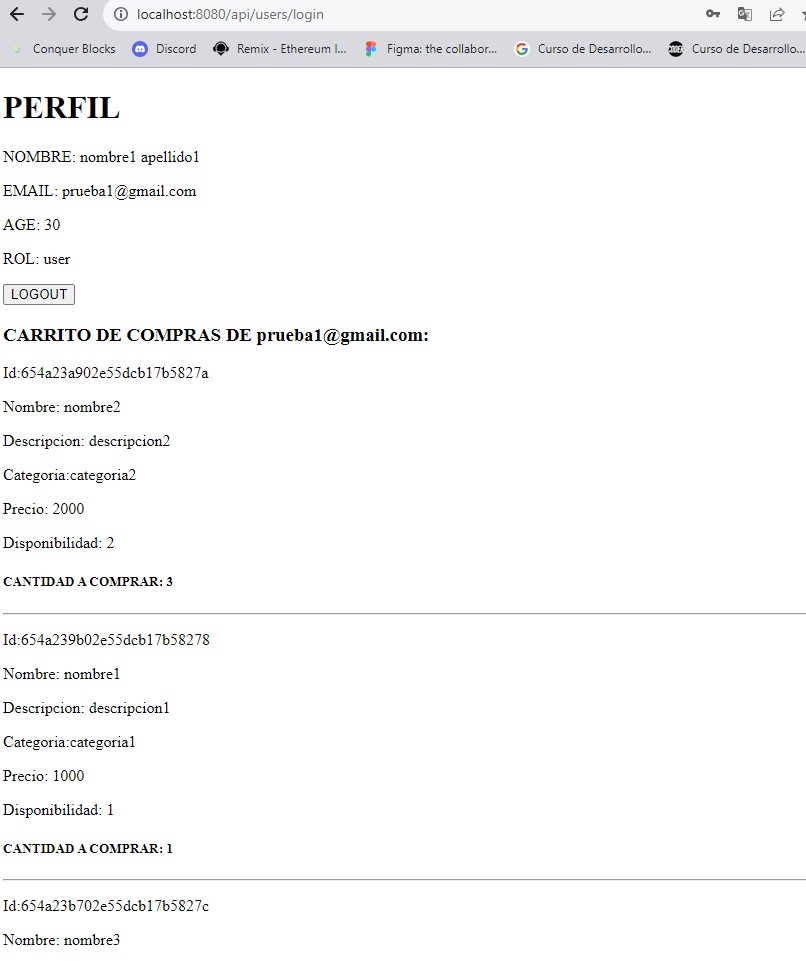 localhost:8080/api/users/login
Conquer Blocks Discord Remix - Ethereum I... Figma: the collabor... Curso de Desarrollo... Curso de Desarrollo...
PERFIL
NOMBRE: nombre1 apellido1
EMAIL: prueba1@gmail.com
AGE: 30
ROL: user
LOGOUT
CARRITO DE COMPRAS DE prueba1@gmail.com:
Id:654a23a902e55dcb17b5827a
Nombre: nombre2
Descripcion: descripcion2
Categoria:categoria2
Precio: 2000
Disponibilidad: 2
CANTIDAD A COMPRAR: 3
Id:654a239b02e55dcb17b58278
Nombre: nombre1
Descripcion: descripcion1
Categoria:categoria1
Precio: 1000
Disponibilidad: 1
CANTIDAD A COMPRAR: 1
Id:654a23b702e55dcb17b5827c
Nombre: nombre3